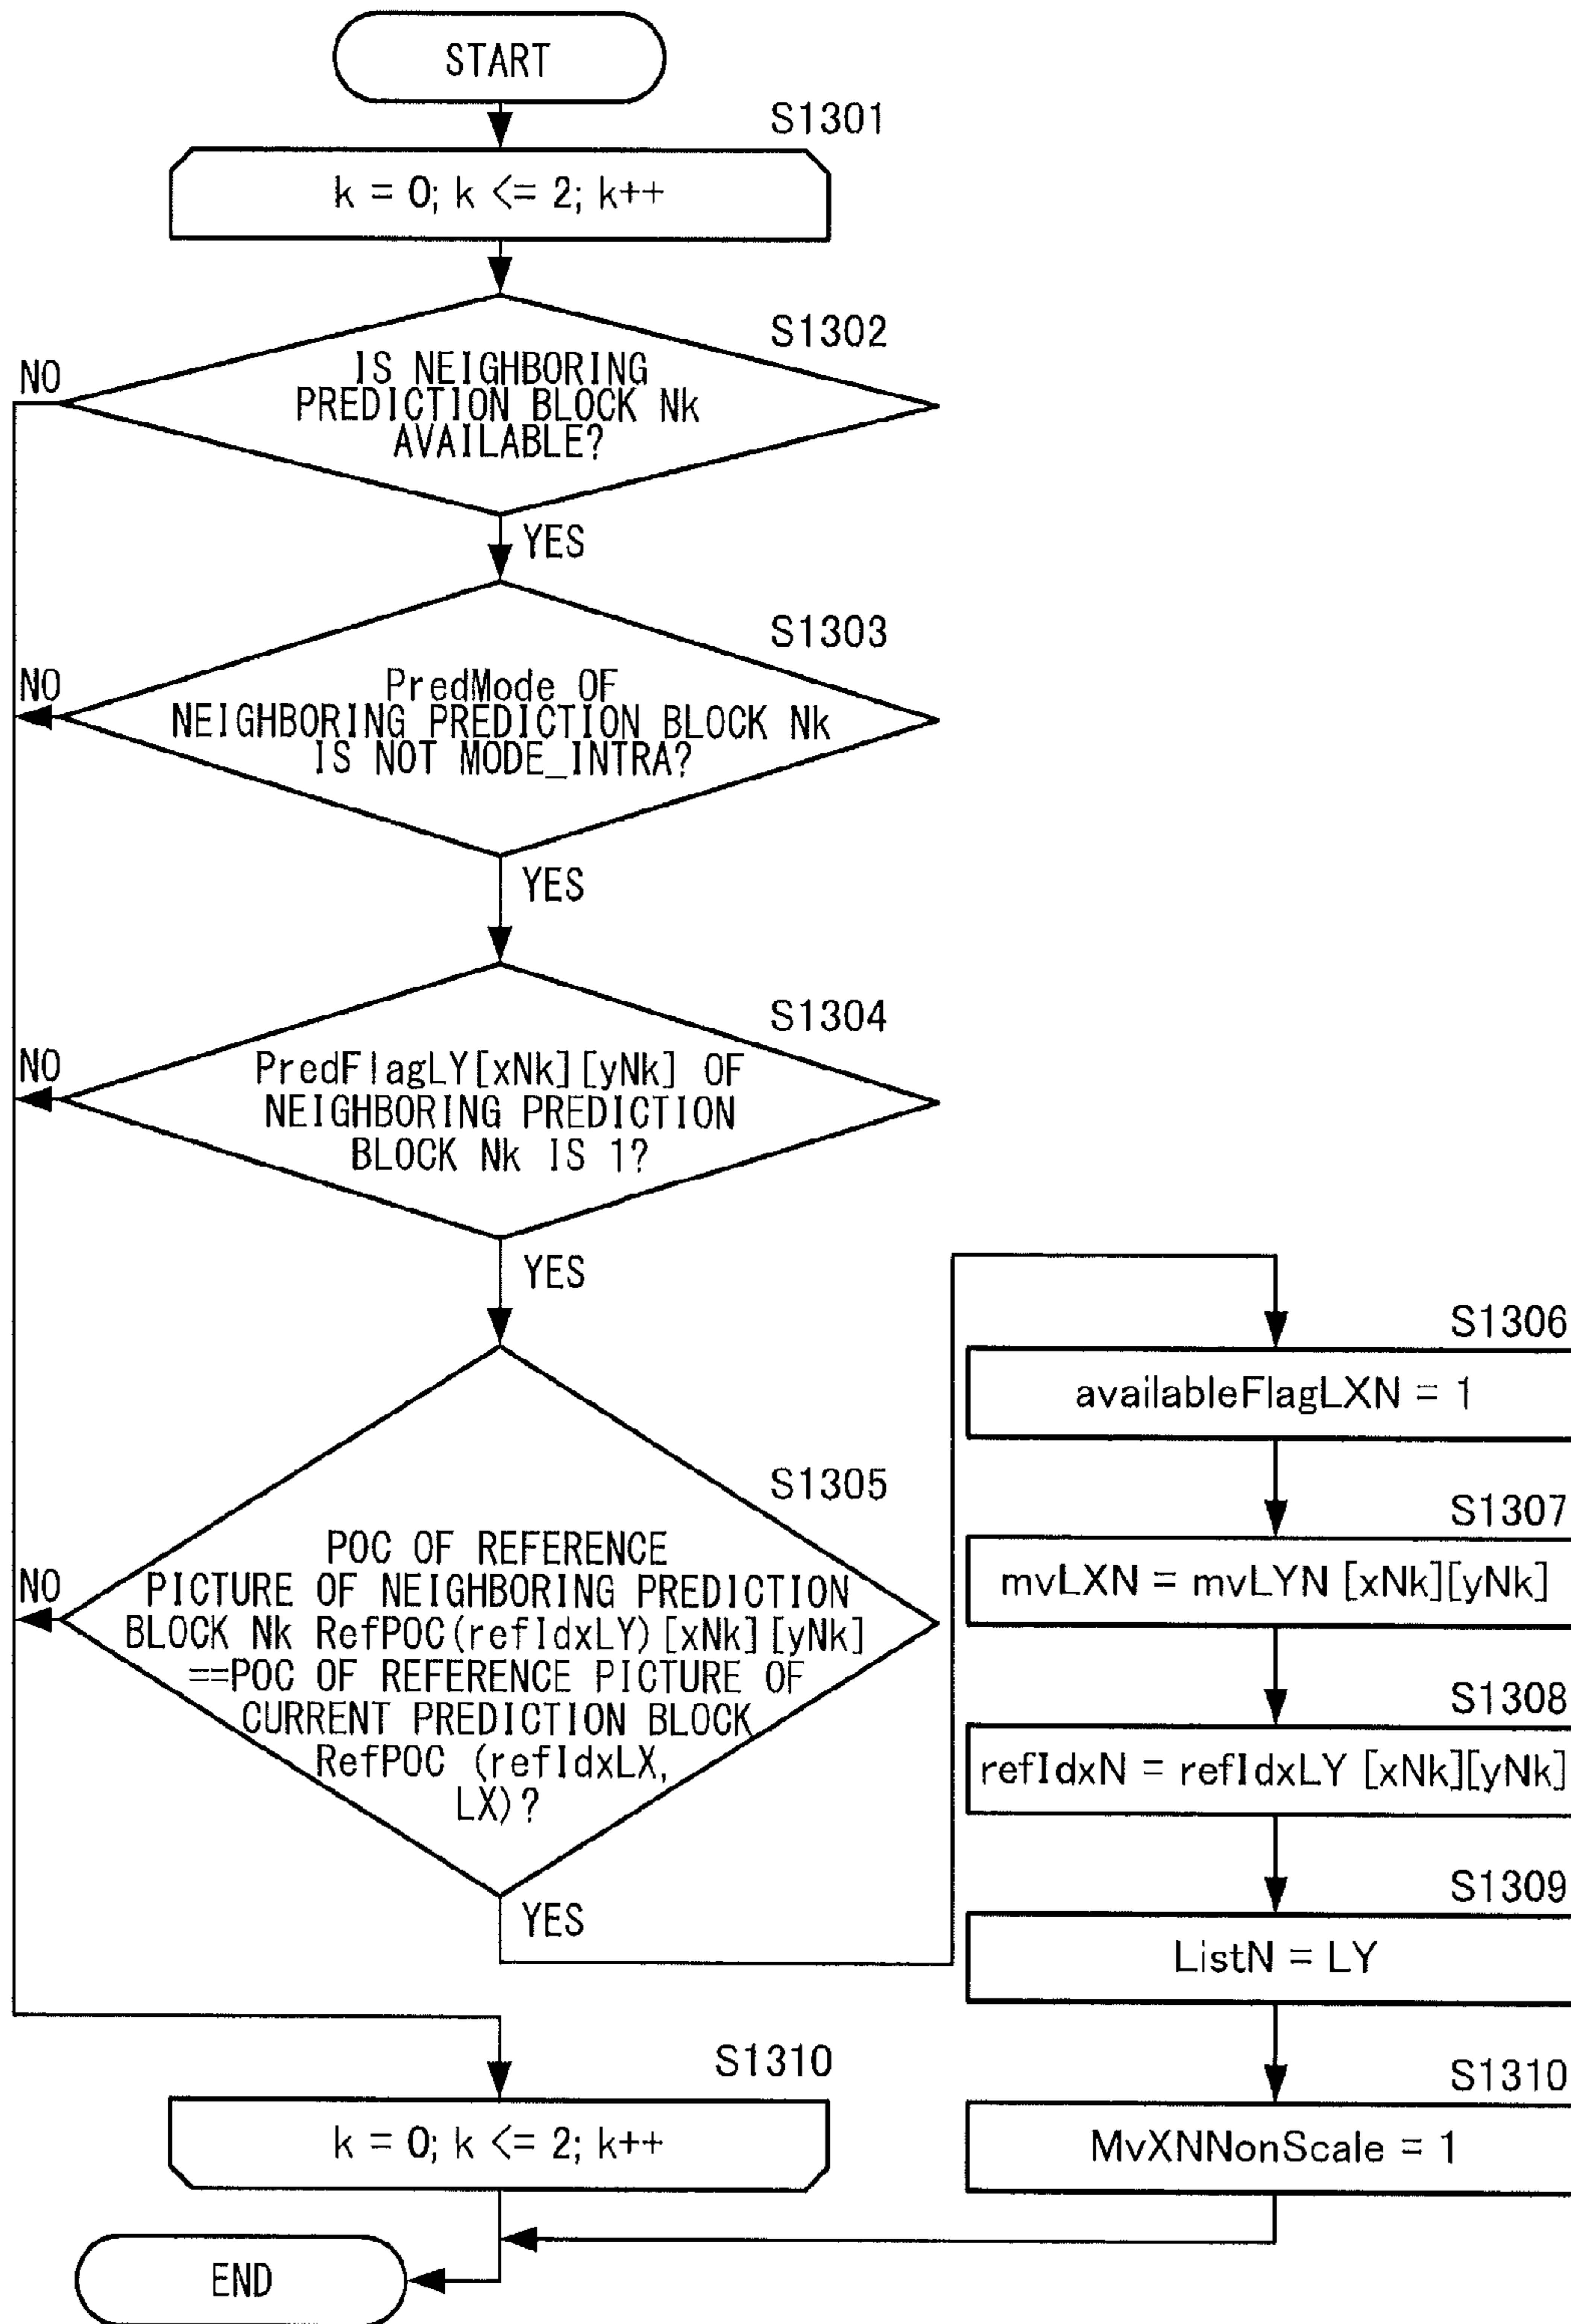 START
S1301
k = 0; k <= 2; k++
S1302
NO
IS NEIGHBORING
PREDICTION BLOCK Nk
AVAILABLE?
YES
S1303
NO
PredMode OF
NEIGHBORING PREDICTION BLOCK Nk
IS NOT MODE_INTRA?
YES
S1304
NO
PredFlagLY[xNk][yNk] OF
NEIGHBORING PREDICTION
BLOCK Nk IS 1?
YES
S1305
NO
POC OF REFERENCE
PICTURE OF NEIGHBORING PREDICTION
BLOCK Nk RefPOC(refIdxLY)[xNk][yNk]
==POC OF REFERENCE PICTURE OF
CURRENT PREDICTION BLOCK
RefPOC (refIdxLX,
LX)?
YES
S1306
availableFlagLXN = 1
S1307
mvLXN = mvLYN [xNk][yNk]
S1308
refIdxN = refIdxLY [xNk][yNk]
S1309
ListN = LY
S1310
MvXNNonScale = 1
S1310
k = 0; k <= 2; k++
END